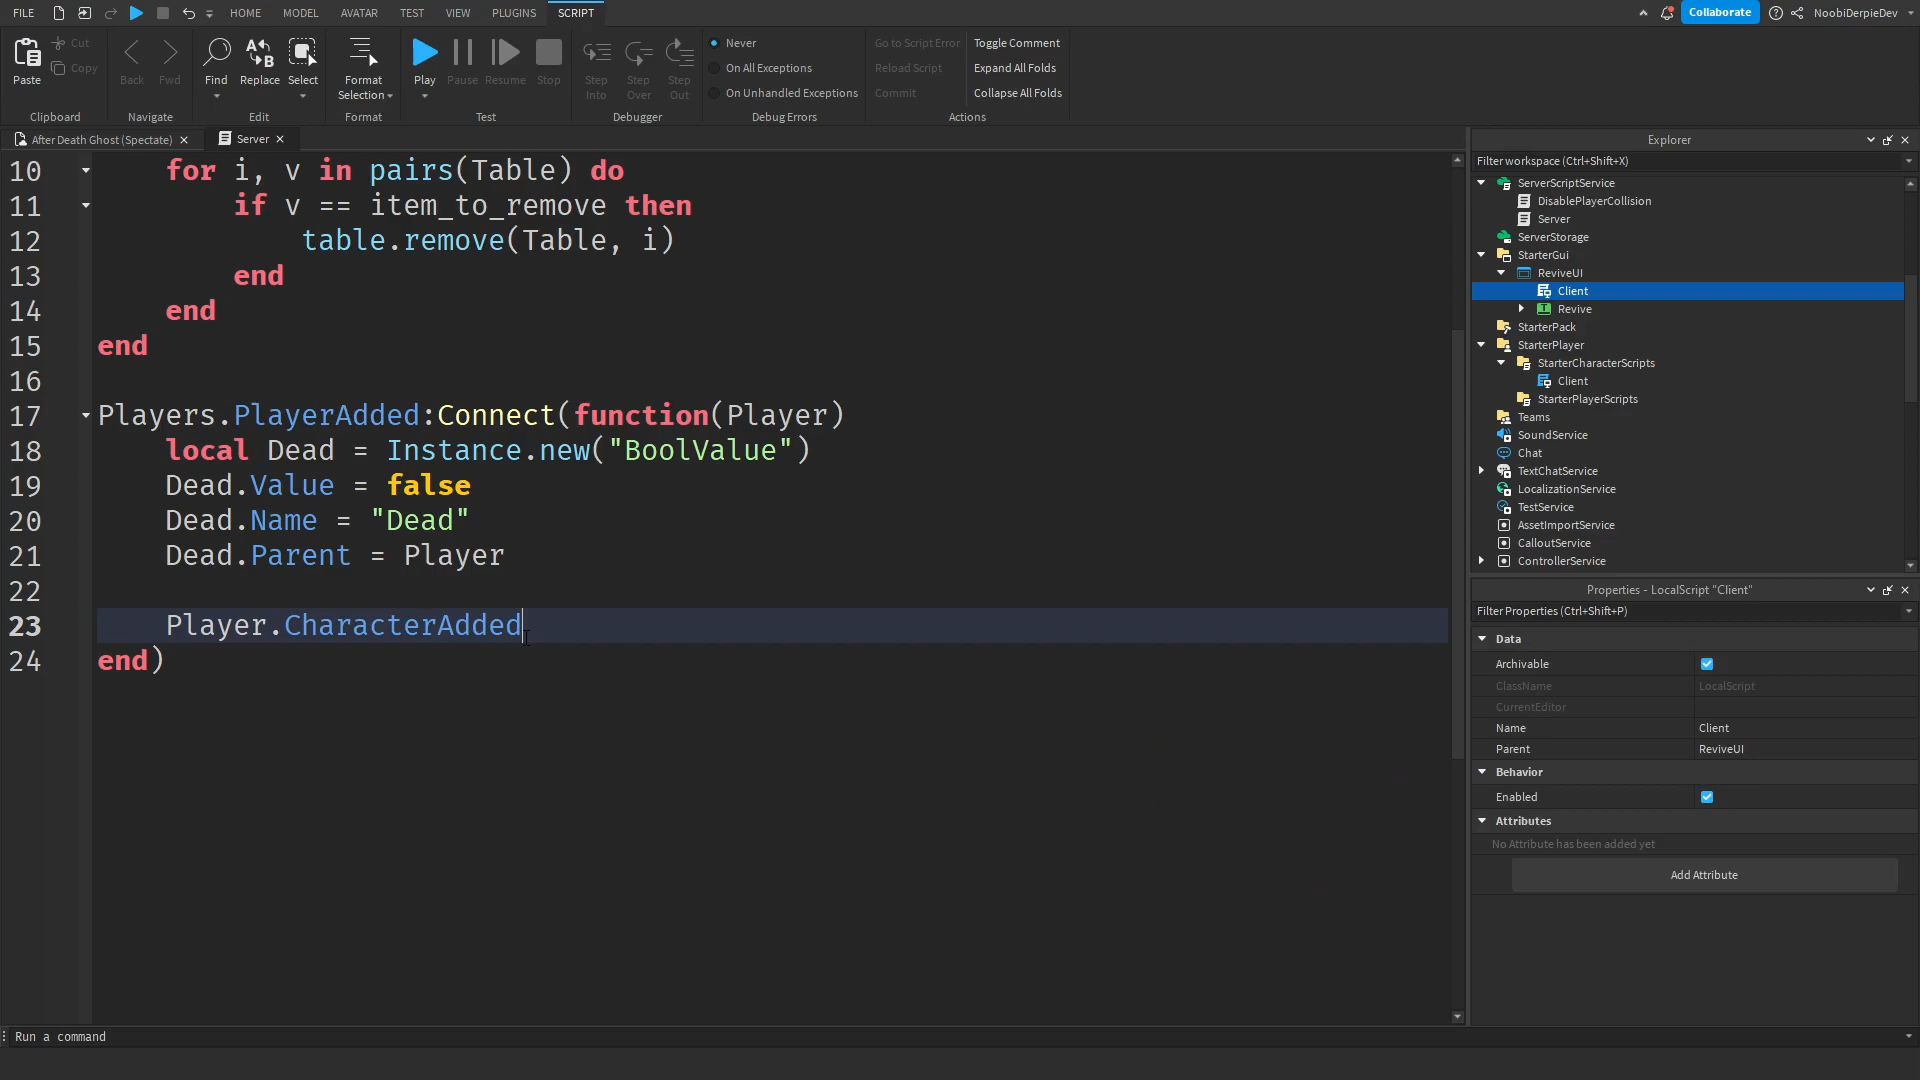 FILE HOME MODEL AVATAR TEST VIEW PLUGINS SCRIPT Collaborate NoobiDerpieDev
Paste Cut Copy
Clipboard
Back Fwd
Navigate
Find Replace Select
Edit
Format Selection
Format
Play Pause Resume Stop
Test
Step Into Step Over Step Out
Debugger
Never
On All Exceptions
On Unhandled Exceptions
Debug Errors
Go to Script Error
Reload Script
Commit
Toggle Comment
Expand All Folds
Collapse All Folds
Actions
After Death Ghost (Spectate) Server
10 for i, v in pairs(Table) do
11 if v == item_to_remove then
12 table.remove(Table, i)
13 end
14 end
15 end
16
17 Players.PlayerAdded:Connect(function(Player)
18 local Dead = Instance.new("BoolValue")
19 Dead.Value = false
20 Dead.Name = "Dead"
21 Dead.Parent = Player
22
23 Player.CharacterAdded
24 end)
Run a command
Explorer
Filter workspace (Ctrl+Shift+X)
ServerScriptService
DisablePlayerCollision
Server
ServerStorage
StarterGui
ReviveUI
Client
Revive
StarterPack
StarterPlayer
StarterCharacterScripts
Client
StarterPlayerScripts
Teams
SoundService
Chat
TextChatService
LocalizationService
TestService
AssetImportService
CalloutService
ControllerService
Properties - LocalScript "Client"
Filter Properties (Ctrl+Shift+P)
Data
Archivable
ClassName LocalScript
CurrentEditor
Name Client
Parent ReviveUI
Behavior
Enabled
Attributes
No Attribute has been added yet
Add Attribute